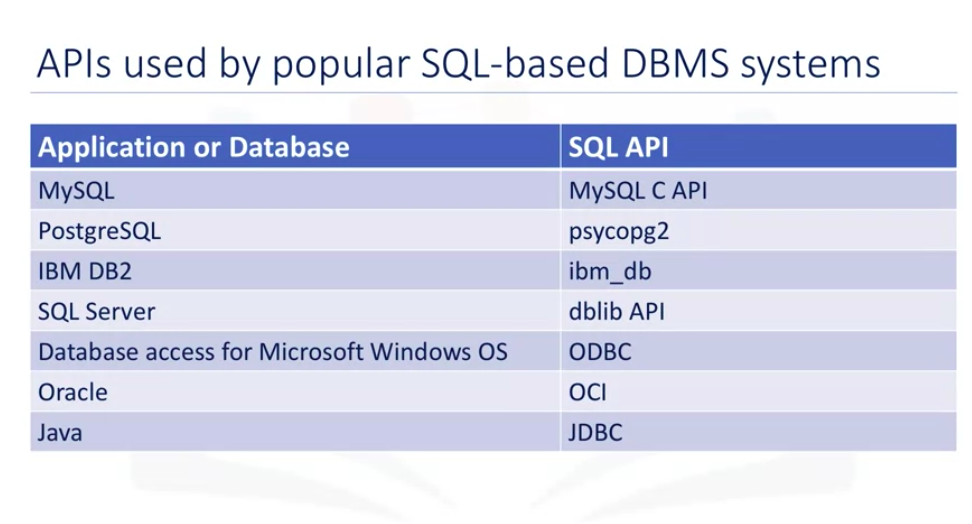 APIs used by popular SQL-based DBMS systems
Application or Database SQL API
MySQL MySQL C API
PostgreSQL psycopg2
IBM DB2 ibm_db
SQL Server dblib API
Database access for Microsoft Windows OS ODBC
Oracle OCI
Java JDBC